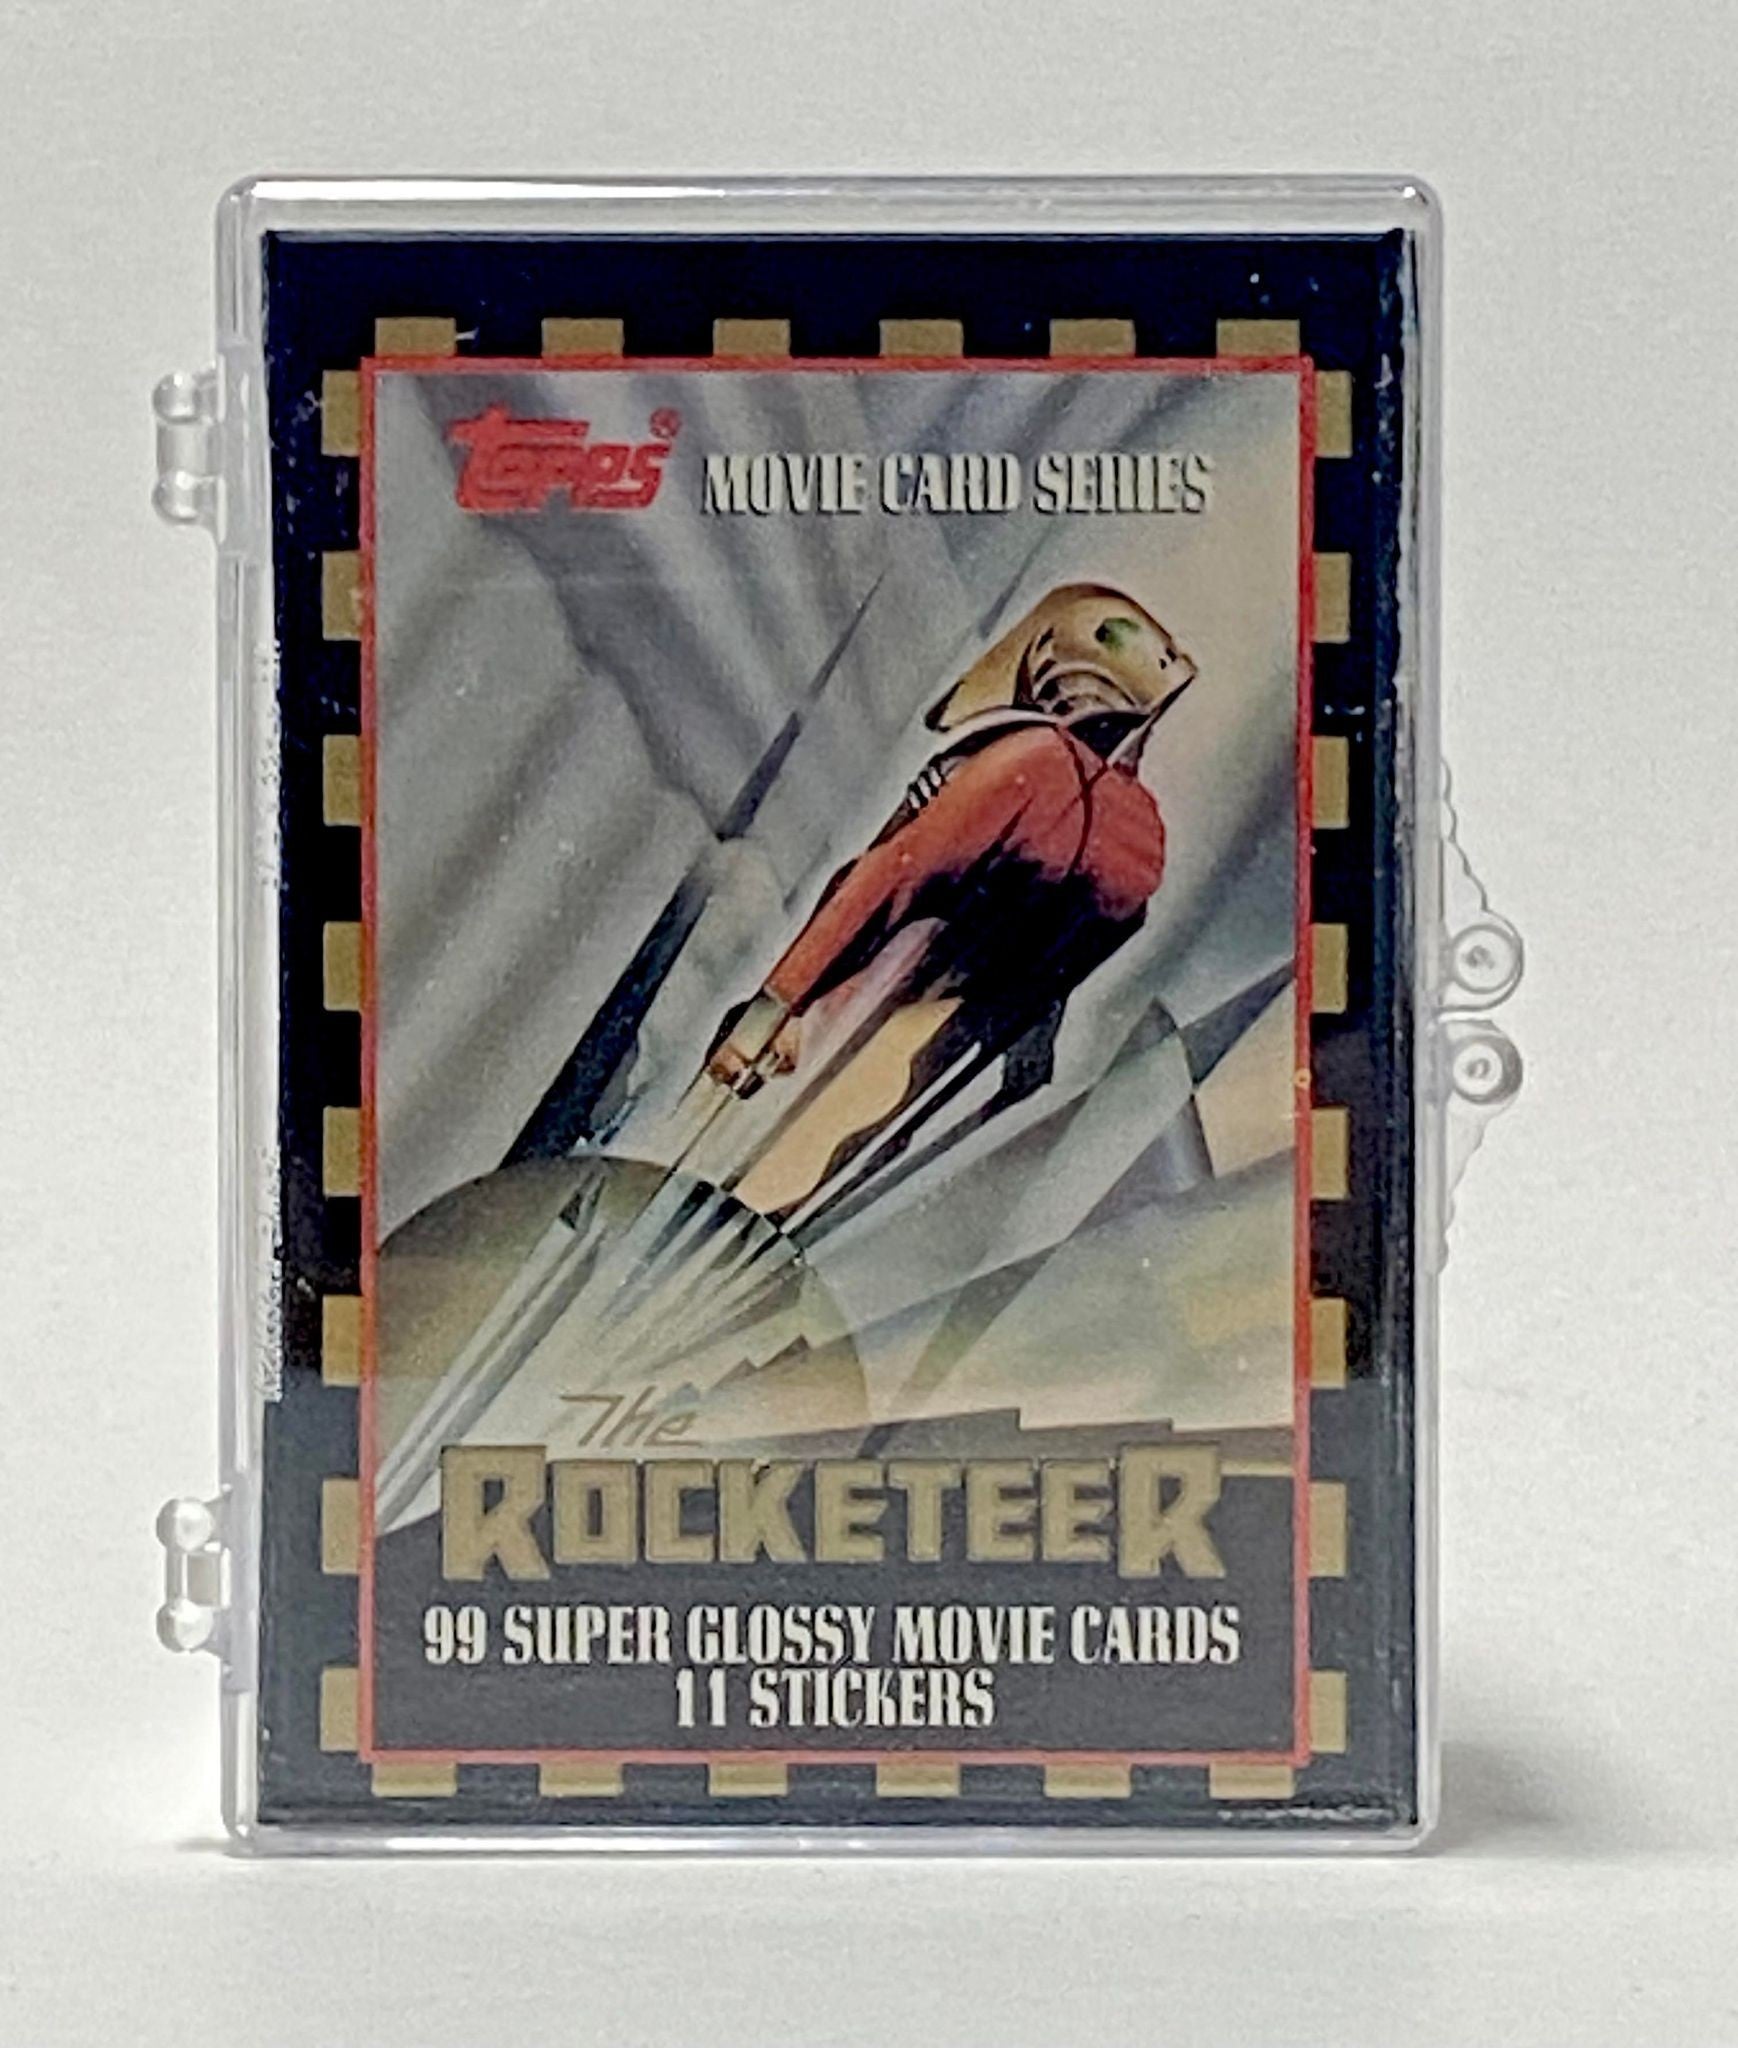 Topps® MOVIE CARD SERIES
The
ROCKETEER
99 SUPER GLOSSY MOVIE CARDS
11 STICKERS